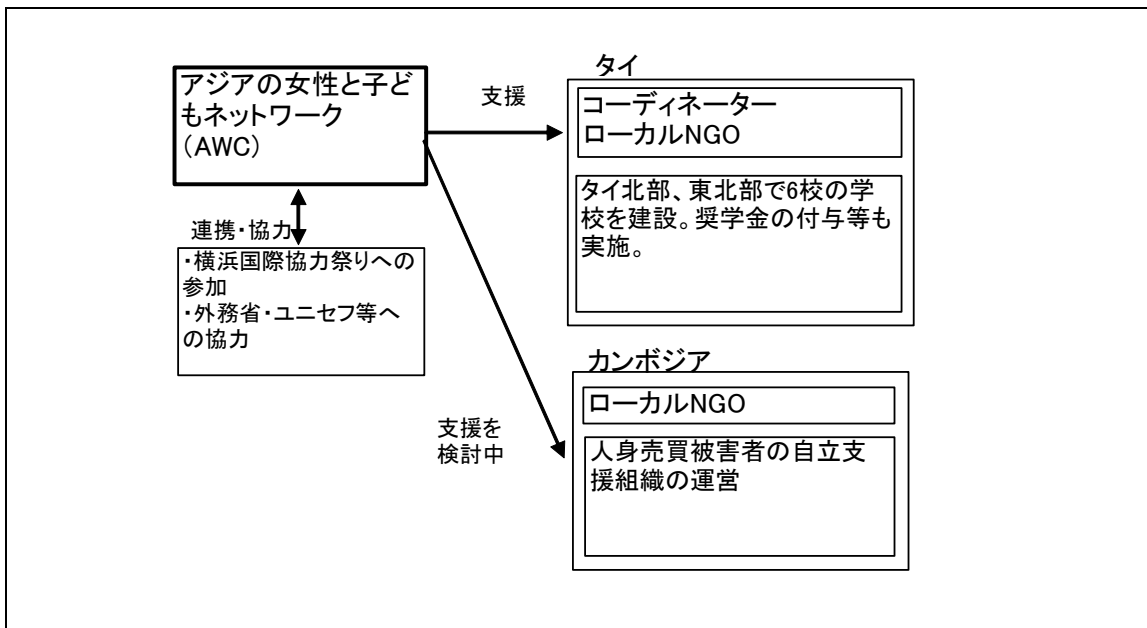 アジアの女性と子ど
もネットワーク
（AWC）
支援
タイ
コーディネーター
ローカルNGO
タイ北部、東北部で6校の学
校を建設。奨学金の付与等も
実施。
連携・協力
・横浜国際協力祭りへの
参加
・外務省・ユニセフ等へ
の協力
支援を
検討中
カンボジア
ローカルNGO
人身売買被害者の自立支
援組織の運営